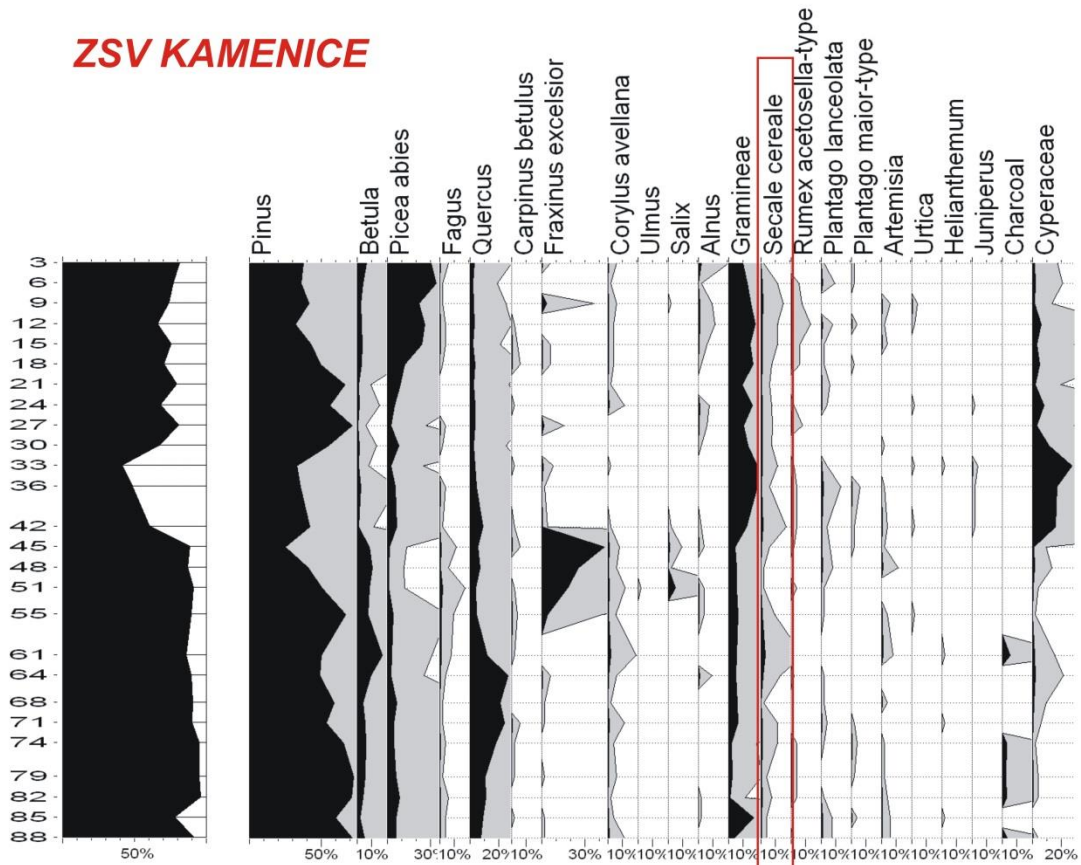 ZSV KAMENICE
Pinus
Betula
Picea abies
Fagus
Quercus
Carpinus betulus
Fraxinus excelsior
Corylus avellana
Ulmus
Salix
Alnus
Gramineae
Secale cereale
Rumex acetosella-type
Plantago lanceolata
Plantago maior-type
Artemisia
Urtica
Helianthemum
Juniperus
Charcoal
Cyperaceae
3
6
9
12
15
18
21
24
27
30
33
36
42
45
48
51
55
61
64
68
71
74
79
82
85
88
50% 50% 10% 30% 10% 20% 10% 30% 10% 10% 10% 10% 10% 10% 10% 10% 10% 10% 10% 10% 10% 10% 20%